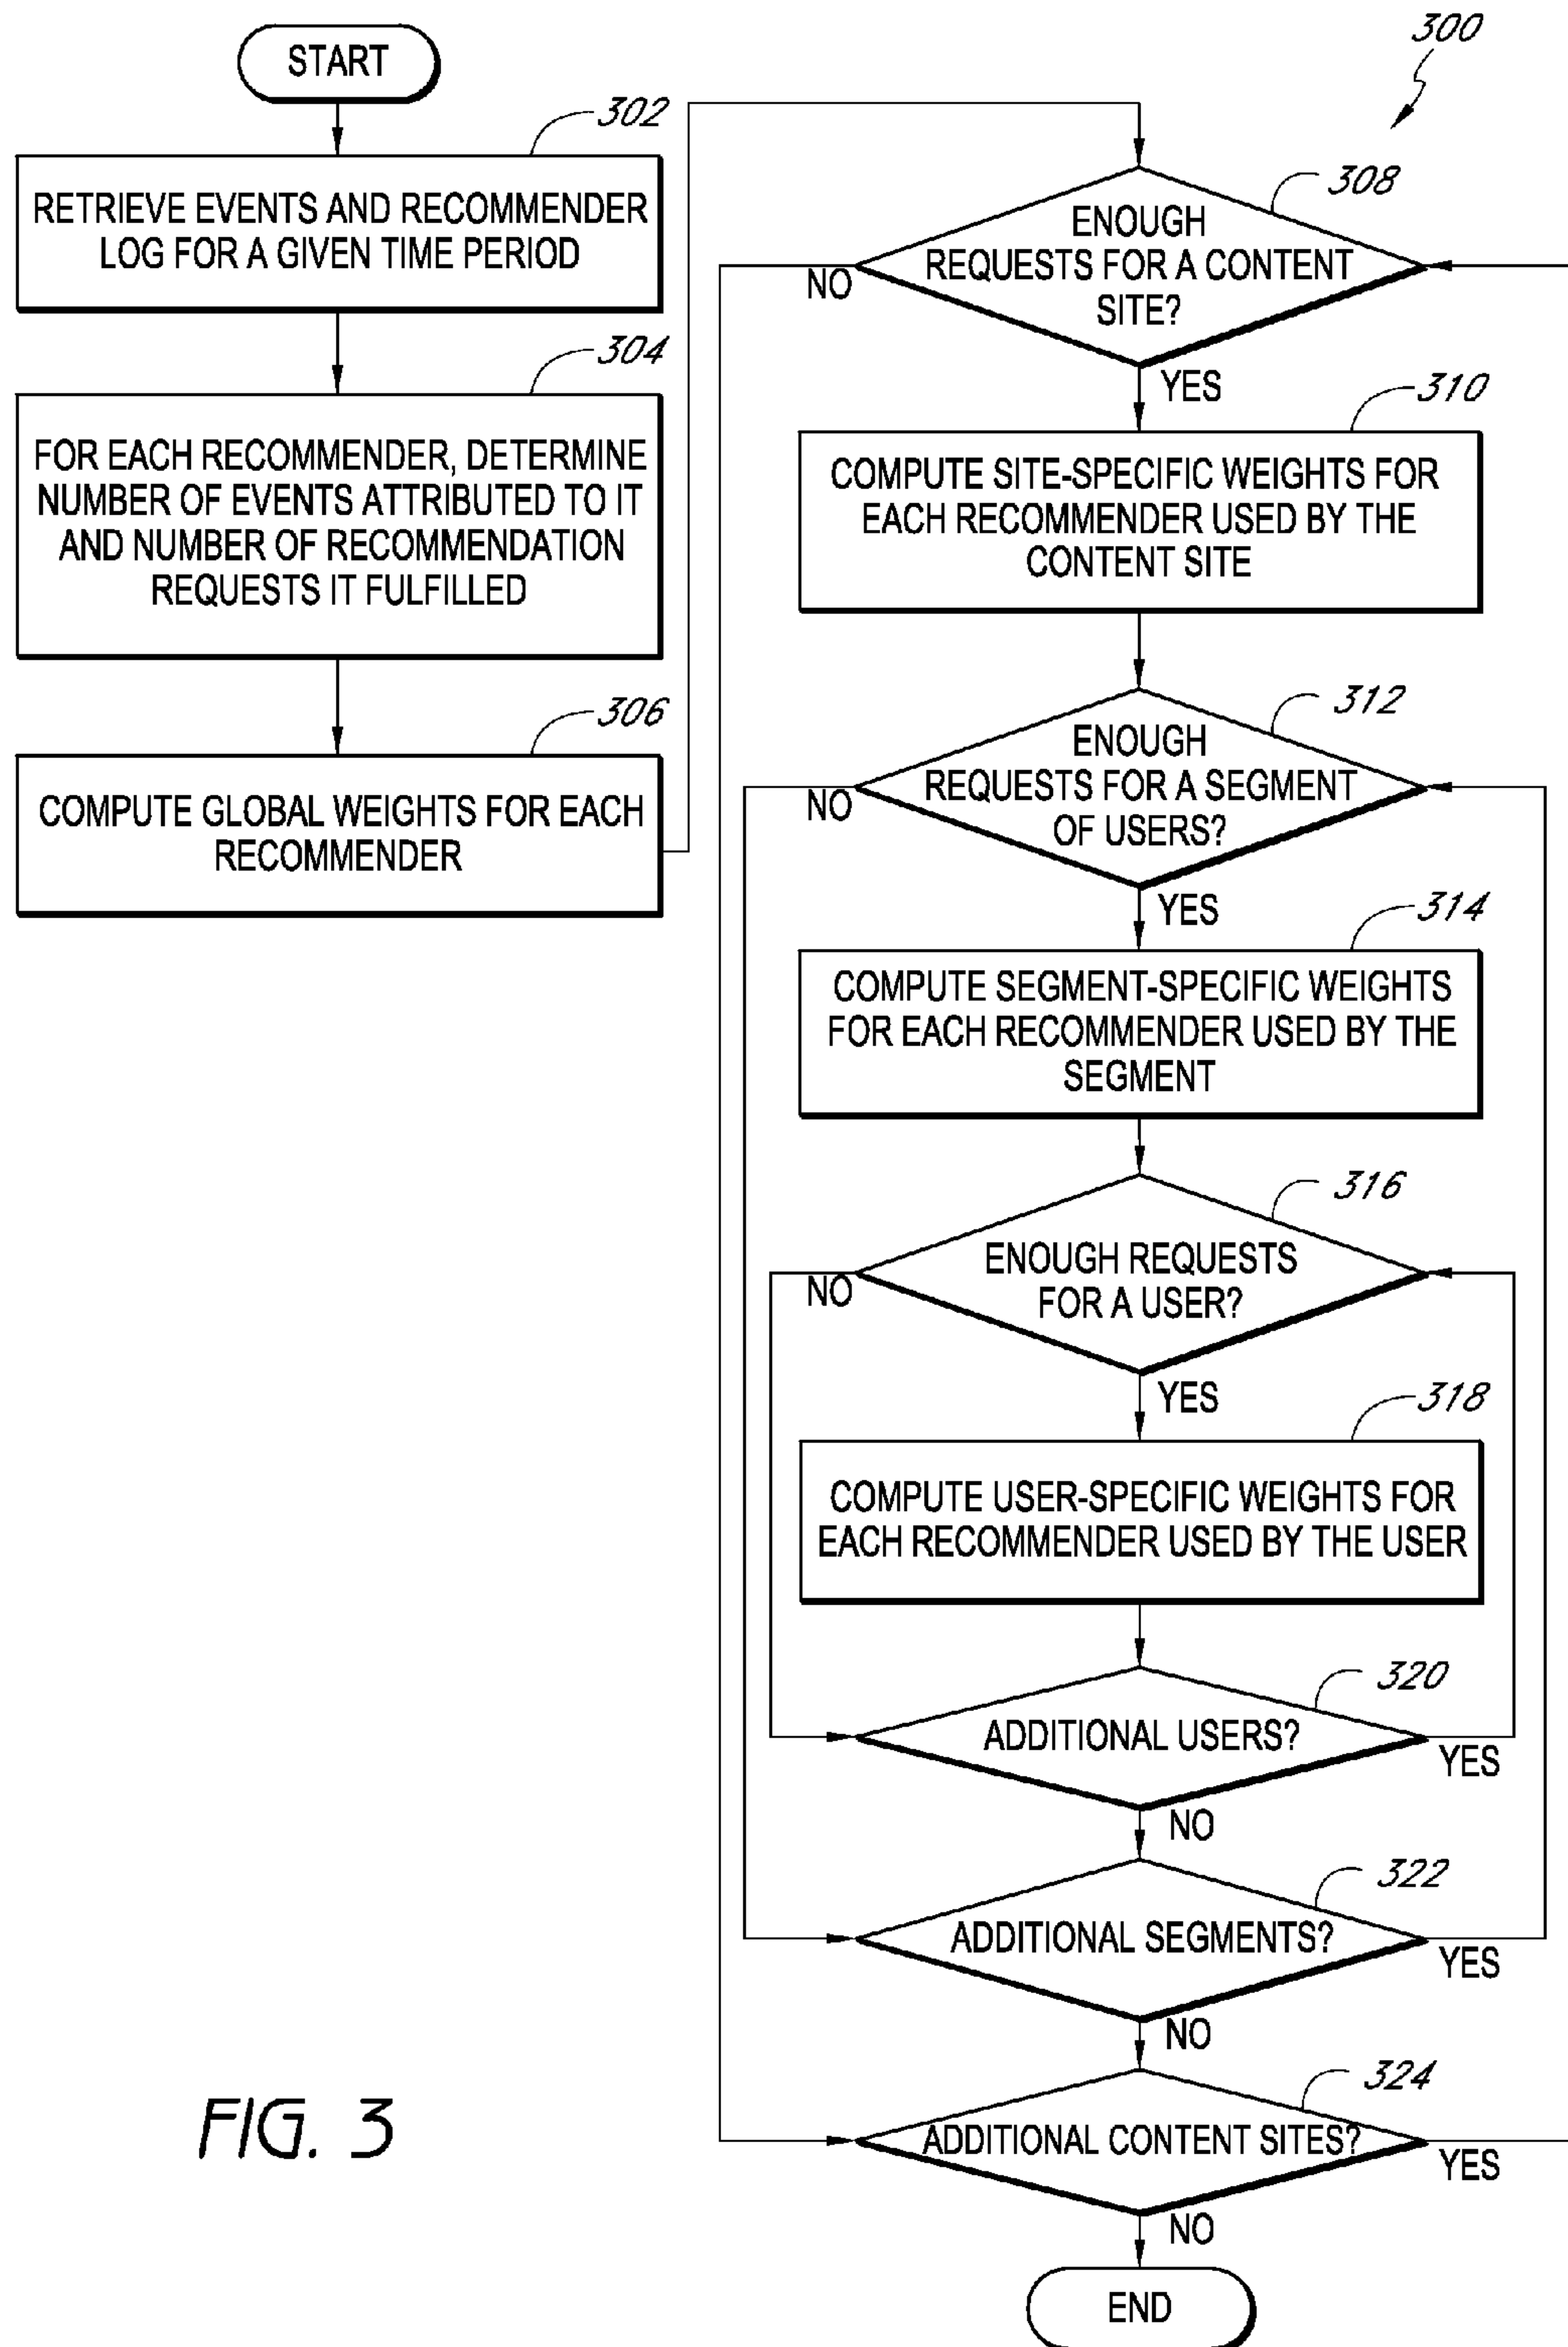 START
302
RETRIEVE EVENTS AND RECOMMENDER
LOG FOR A GIVEN TIME PERIOD
304
FOR EACH RECOMMENDER, DETERMINE
NUMBER OF EVENTS ATTRIBUTED TO IT
AND NUMBER OF RECOMMENDATION
REQUESTS IT FULFILLED
306
COMPUTE GLOBAL WEIGHTS FOR EACH
RECOMMENDER
300
308
ENOUGH
REQUESTS FOR A CONTENT
SITE?
NO
YES
310
COMPUTE SITE-SPECIFIC WEIGHTS FOR
EACH RECOMMENDER USED BY THE
CONTENT SITE
312
ENOUGH
REQUESTS FOR A SEGMENT
OF USERS?
NO
YES
314
COMPUTE SEGMENT-SPECIFIC WEIGHTS
FOR EACH RECOMMENDER USED BY THE
SEGMENT
316
ENOUGH REQUESTS
FOR A USER?
NO
YES
318
COMPUTE USER-SPECIFIC WEIGHTS FOR
EACH RECOMMENDER USED BY THE USER
320
ADDITIONAL USERS?
YES
NO
322
ADDITIONAL SEGMENTS?
YES
NO
324
ADDITIONAL CONTENT SITES?
YES
NO
END
FIG. 3